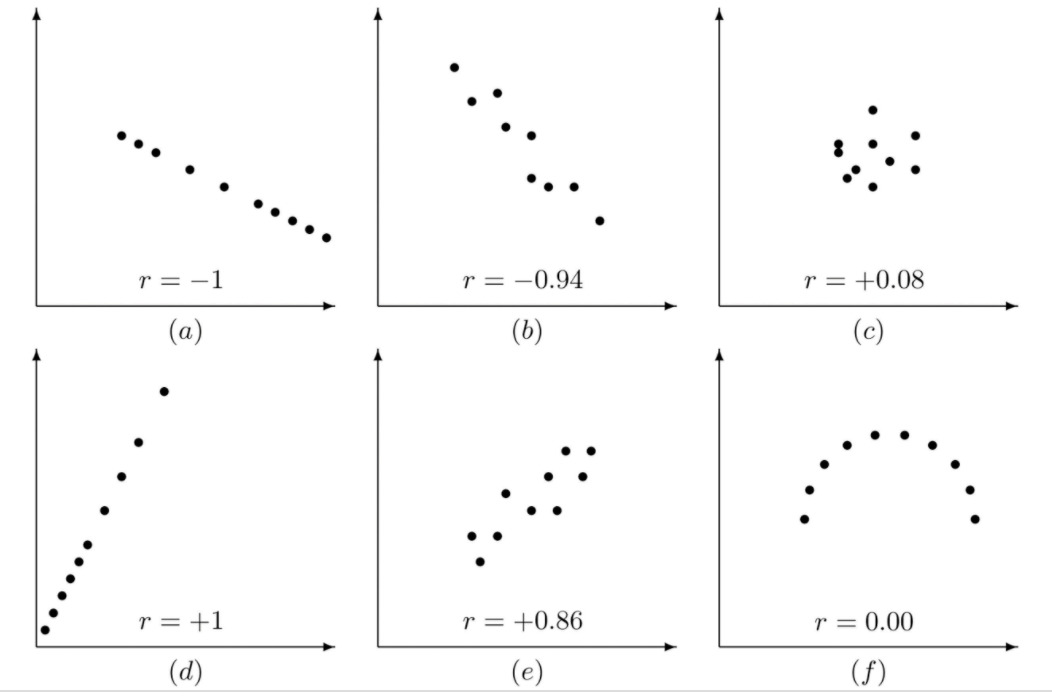 r = −1
r = −0.94
r = +0.08
(a)
(b)
(c)
r = +1
r = +0.86
r = 0.00
(d)
(e)
(f)